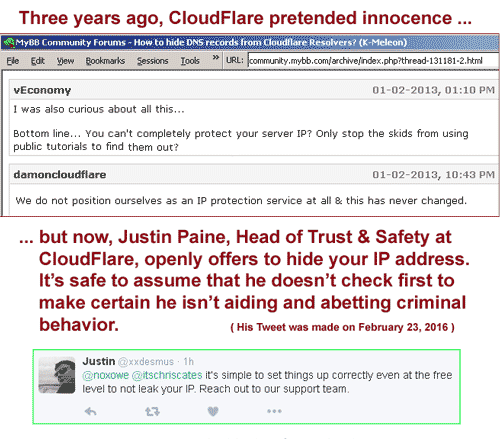 Three years ago, CloudFlare pretended innocence ...
MyBB Community Forums - How to hide DNS records from Cloudflare Resolvers? (K-Meleon)
File Edit View Bookmarks Sessions Tools » URL: community.mybb.com/archive/index.php?thread-131181-2.html
vEconomy 01-02-2013, 01:10 PM
I was also curious about all this...
Bottom line... You can't completely protect your server IP? Only stop the skids from using
public tutorials to find them out?
damoncloudflare 01-02-2013, 10:43 PM
We do not position ourselves as an IP protection service at all & this has never changed.
... but now, Justin Paine, Head of Trust & Safety at
CloudFlare, openly offers to hide your IP address.
It's safe to assume that he doesn't check first to
make certain he isn't aiding and abetting criminal
behavior. ( His Tweet was made on February 23, 2016 )
Justin @xxdesmus · 1h
@noxowe @itschriscates it's simple to set things up correctly even at the free
level to not leak your IP. Reach out to our support team.